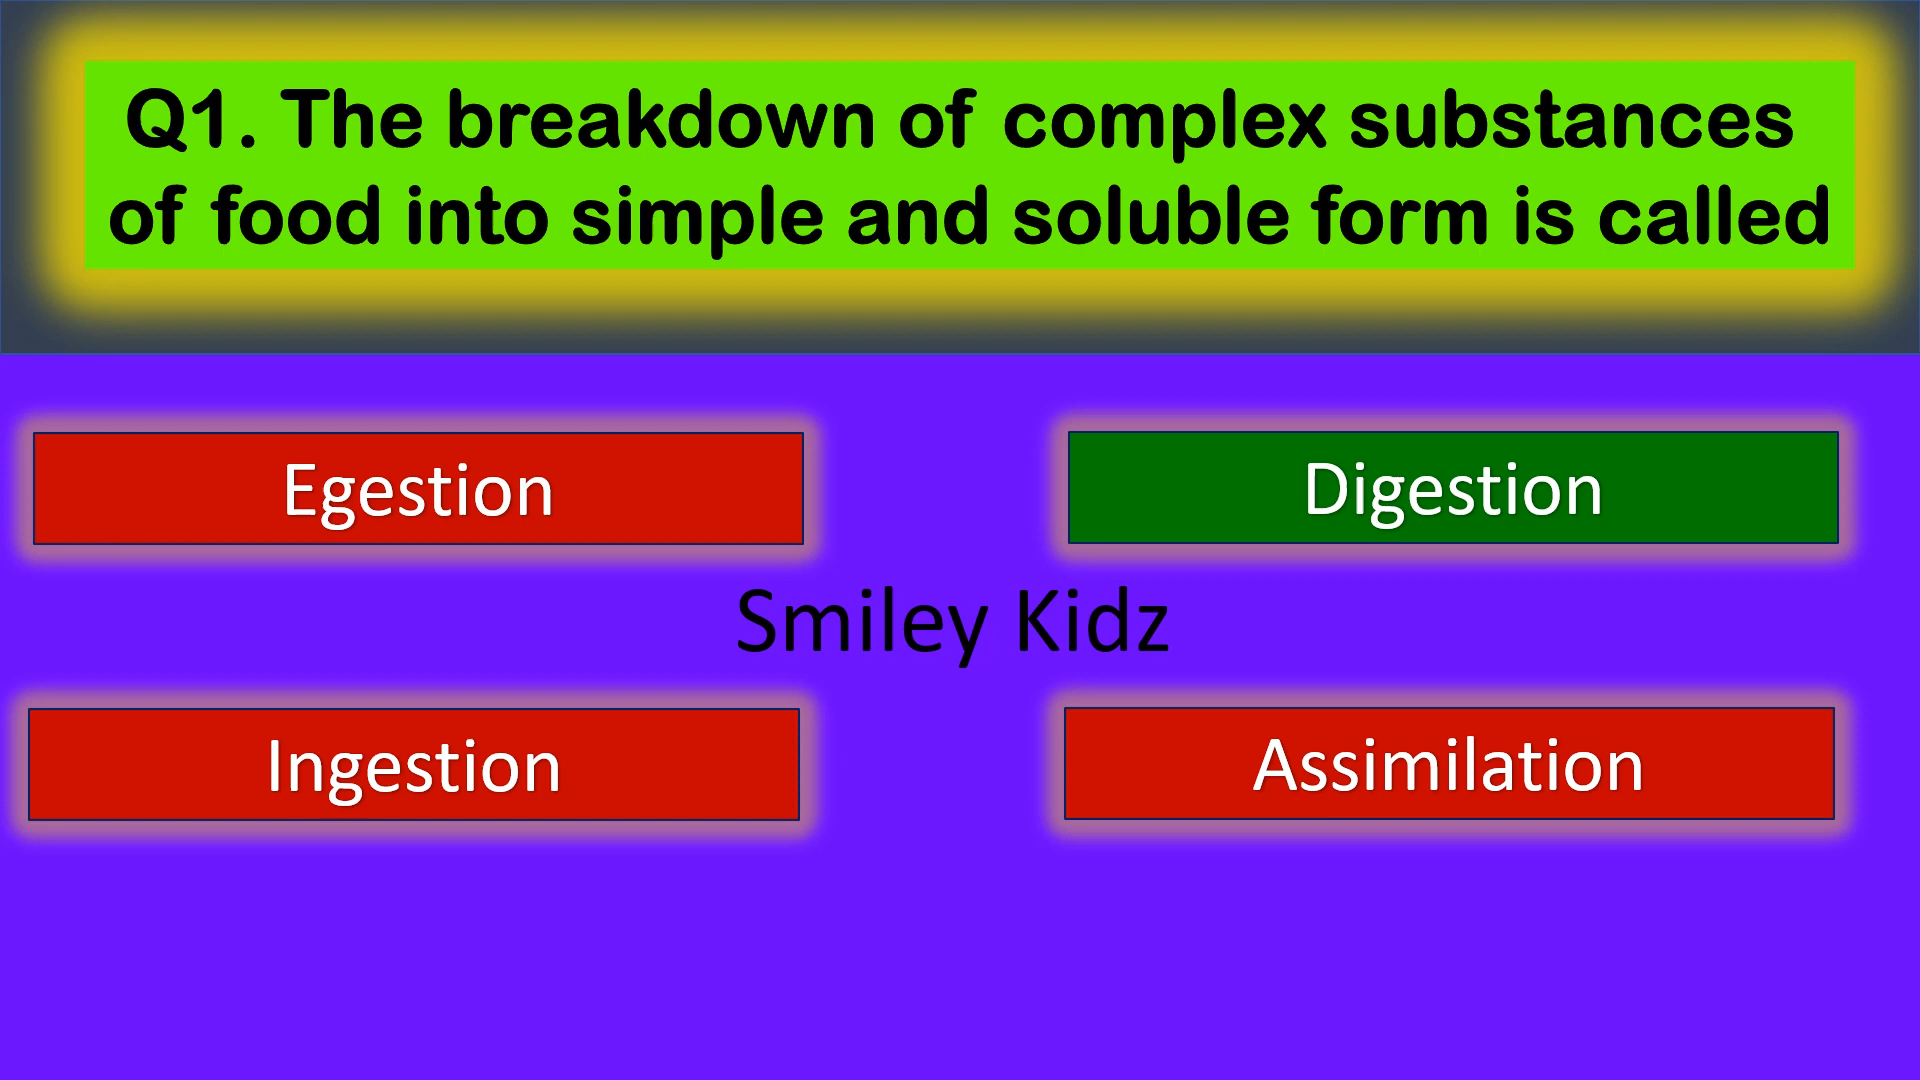 Q1. The breakdown of complex substances
of food into simple and soluble form is called
Egestion
Digestion
Smiley Kidz
Ingestion
Assimilation